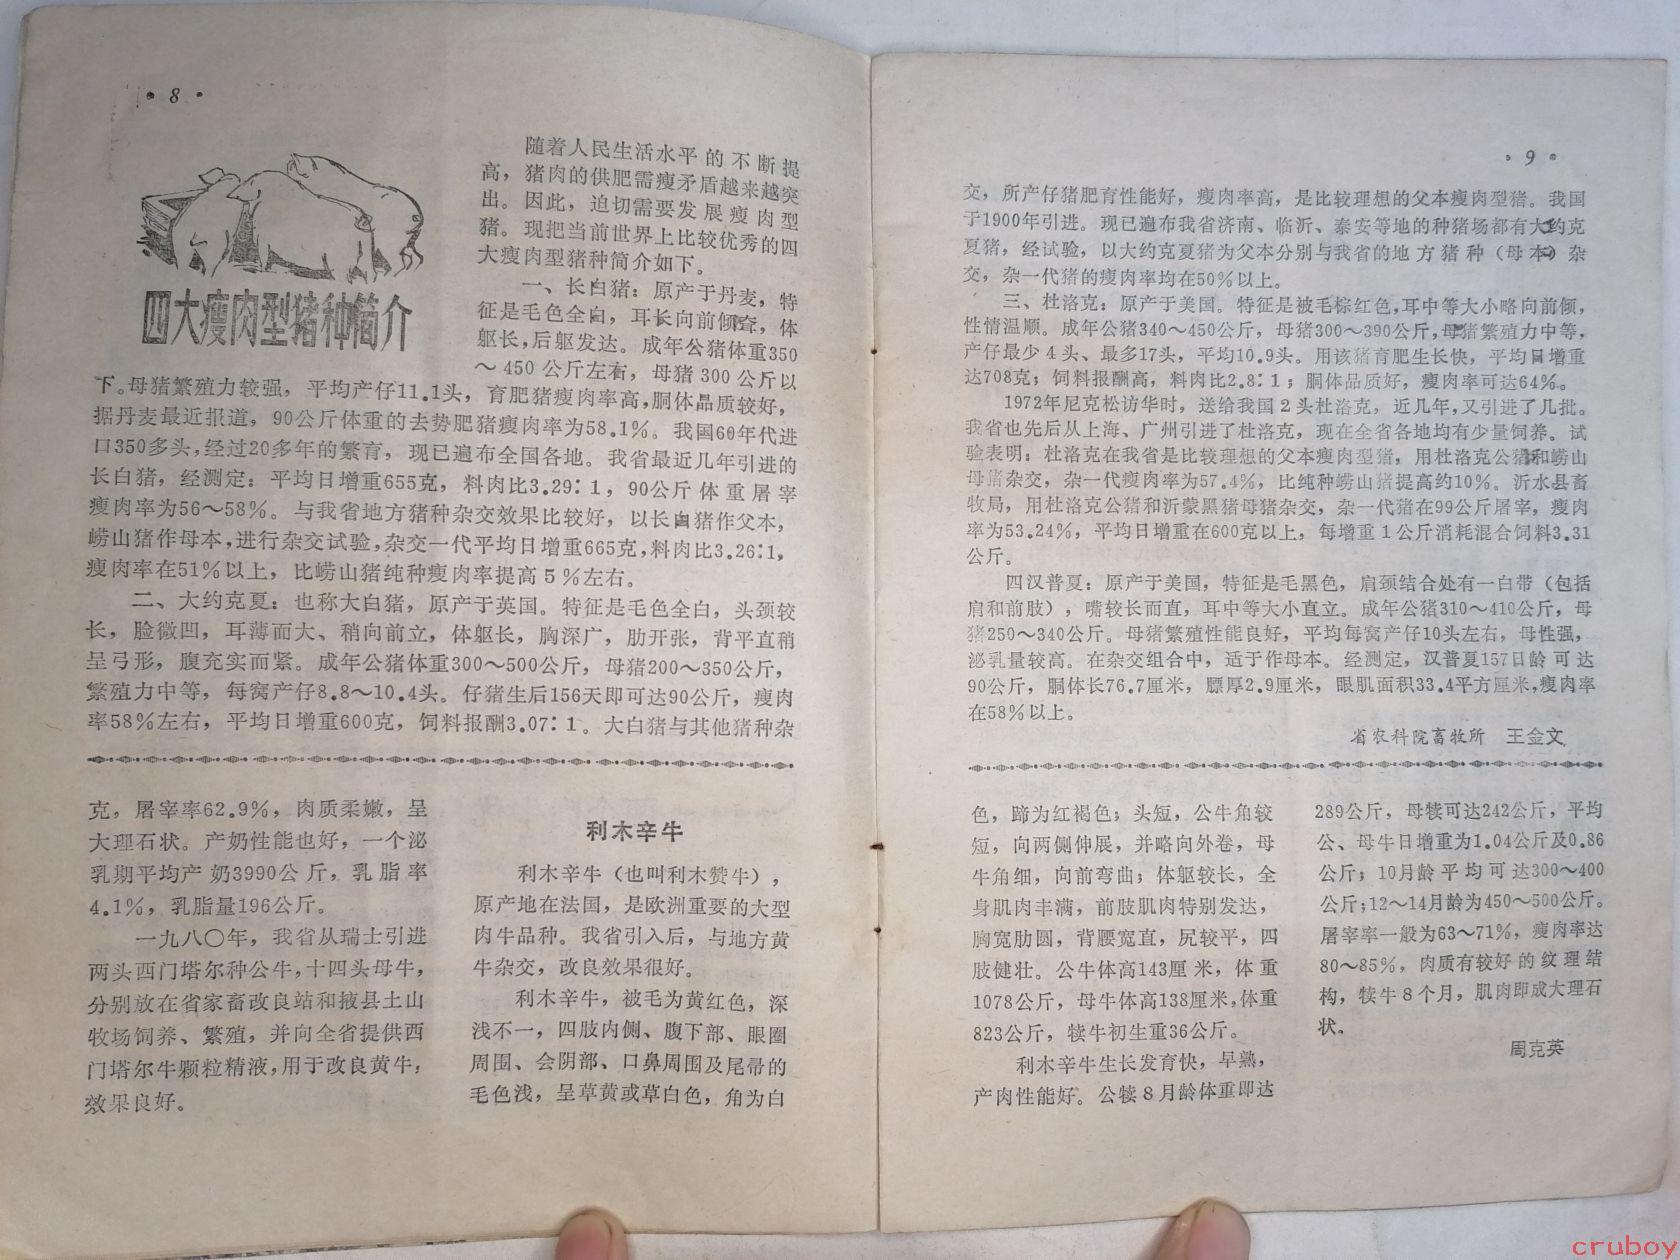 • 8 •
四大瘦肉型猪种简介
随着人民生活水平的不断提
高，猪肉的供肥需瘦矛盾越来越突
出。因此，迫切需要发展瘦肉型
猪。现把当前世界上比较优秀的四
大瘦肉型猪种简介如下。
一、长白猪：原产于丹麦，特
征是毛色全白，耳长向前倾耷，体
躯长，后躯发达。成年公猪体重350
～450公斤左右，母猪300公斤以
下。母猪繁殖力较强，平均产仔11.1头，育肥猪瘦肉率高，胴体品质较好，
据丹麦最近报道，90公斤体重的去势肥猪瘦肉率为58.1%。我国60年代进
口350多头，经过20多年的繁育，现已遍布全国各地。我省最近几年引进的
长白猪，经测定：平均日增重655克，料肉比3.29∶1，90公斤体重屠宰
瘦肉率为56～58%。与我省地方猪种杂交效果比较好，以长白猪作父本，
崂山猪作母本，进行杂交试验，杂交一代平均日增重665克，料肉比3.26∶1，
瘦肉率在51%以上，比崂山猪纯种瘦肉率提高5%左右。
二、大约克夏：也称大白猪，原产于英国。特征是毛色全白，头颈较
长，脸微凹，耳薄而大、稍向前立，体躯长，胸深广，肋开张，背平直稍
呈弓形，腹充实而紧。成年公猪体重300～500公斤，母猪200～350公斤，
繁殖力中等，每窝产仔8.8～10.4头。仔猪生后156天即可达90公斤，瘦肉
率58%左右，平均日增重600克，饲料报酬3.07∶1。大白猪与其他猪种杂
克，屠宰率62.9%，肉质柔嫩，呈
大理石状。产奶性能也好，一个泌
乳期平均产奶3990公斤，乳脂率
4.1%，乳脂量196公斤。
一九八〇年，我省从瑞士引进
两头西门塔尔种公牛，十四头母牛，
分别放在省家畜改良站和掖县土山
牧场饲养、繁殖，并向全省提供西
门塔尔牛颗粒精液，用于改良黄牛，
效果良好。
利木辛牛
利木辛牛（也叫利木赞牛），
原产地在法国，是欧洲重要的大型
肉牛品种。我省引入后，与地方黄
牛杂交，改良效果很好。
利木辛牛，被毛为黄红色，深
浅不一，四肢内侧、腹下部、眼圈
周围、会阴部、口鼻周围及尾帚的
毛色浅，呈草黄或草白色，角为白
• 9 •
交，所产仔猪肥育性能好，瘦肉率高，是比较理想的父本瘦肉型猪。我国
于1900年引进。现已遍布我省济南、临沂、泰安等地的种猪场都有大约克
夏猪，经试验，以大约克夏猪为父本分别与我省的地方猪种（母本）杂
交，杂一代猪的瘦肉率均在50%以上。
三、杜洛克：原产于美国。特征是被毛棕红色，耳中等大小略向前倾，
性情温顺。成年公猪340～450公斤，母猪300～390公斤，母猪繁殖力中等，
产仔最少4头、最多17头，平均10.9头。用该猪育肥生长快，平均日增重
达708克；饲料报酬高，料肉比2.8∶1；胴体品质好，瘦肉率可达64%。
1972年尼克松访华时，送给我国2头杜洛克，近几年，又引进了几批。
我省也先后从上海、广州引进了杜洛克，现在全省各地均有少量饲养。试
验表明：杜洛克在我省是比较理想的父本瘦肉型猪，用杜洛克公猪和崂山
母猪杂交，杂一代瘦肉率为57.4%，比纯种崂山猪提高约10%。沂水县畜
牧局，用杜洛克公猪和沂蒙黑猪母猪杂交，杂一代猪在99公斤屠宰，瘦肉
率为53.24%，平均日增重在600克以上，每增重1公斤消耗混合饲料3.31
公斤。
四汉普夏：原产于美国，特征是毛黑色，肩颈结合处有一白带（包括
肩和前肢），嘴较长而直，耳中等大小直立。成年公猪310～410公斤，母
猪250～340公斤。母猪繁殖性能良好，平均每窝产仔10头左右，母性强，
泌乳量较高。在杂交组合中，适于作母本。经测定，汉普夏157日龄可达
90公斤，胴体长76.7厘米，膘厚2.9厘米，眼肌面积33.4平方厘米，瘦肉率
在58%以上。
省农科院畜牧所　王金文
色，蹄为红褐色；头短，公牛角较
短，向两侧伸展，并略向外卷，母
牛角细，向前弯曲；体躯较长，全
身肌肉丰满，前肢肌肉特别发达，
胸宽肋圆，背腰宽直，尻较平，四
肢健壮。公牛体高143厘米，体重
1078公斤，母牛体高138厘米，体重
823公斤，犊牛初生重36公斤。
利木辛牛生长发育快，早熟，
产肉性能好。公犊8月龄体重即达
289公斤，母犊可达242公斤，平均
公、母牛日增重为1.04公斤及0.86
公斤；10月龄平均可达300～400
公斤；12～14月龄为450～500公斤。
屠宰率一般为63～71%，瘦肉率达
80～85%，肉质有较好的纹理结
构，犊牛8个月，肌肉即成大理石
状。
周克英
cruboy